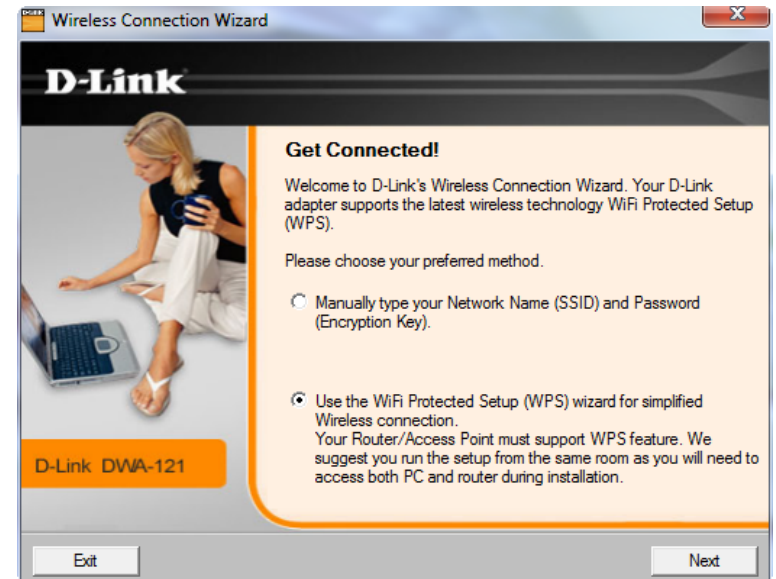 Wireless Connection Wizard
D-Link
Get Connected!
Welcome to D-Link's Wireless Connection Wizard. Your D-Link
adapter supports the latest wireless technology WiFi Protected Setup
(WPS).
Please choose your preferred method.
Manually type your Network Name (SSID) and Password
(Encryption Key).
Use the WiFi Protected Setup (WPS) wizard for simplified
Wireless connection.
Your Router/Access Point must support WPS feature. We
suggest you run the setup from the same room as you will need to
access both PC and router during installation.
D-Link DWA-121
Exit
Next